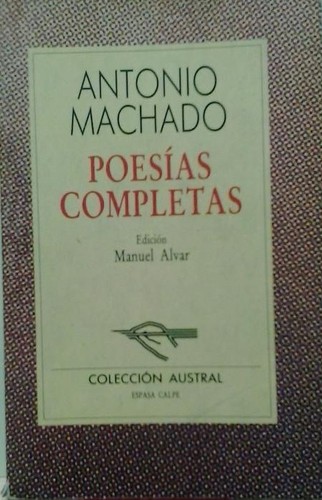 ANTONIO
MACHADO
POESÍAS
COMPLETAS
Edición
Manuel Alvar
COLECCIÓN AUSTRAL
ESPASA CALPE